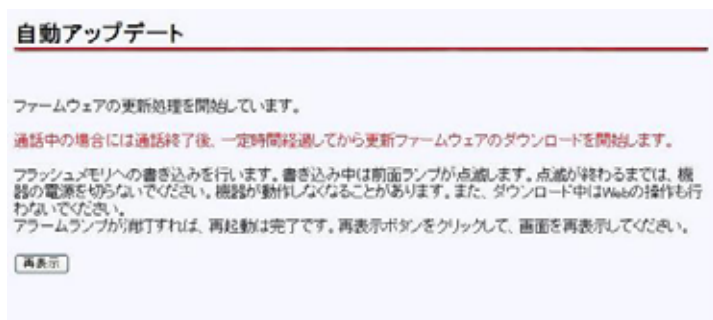 自動アップデート
ファームウェアの更新処理を開始しています。
通話中の場合には通話終了後、一定時間経過してから更新ファームウェアのダウンロードを開始します。
フラッシュメモリへの書き込みを行います。書き込み中は前面ランプが点滅します。点滅が終わるまでは、機
器の電源を切らないでください。機器が動作しなくなることがあります。また、ダウンロード中はWebの操作も行
わないでください。
アラームランプが消灯すれば、再起動は完了です。再表示ボタンをクリックして、画面を再表示してください。
再表示